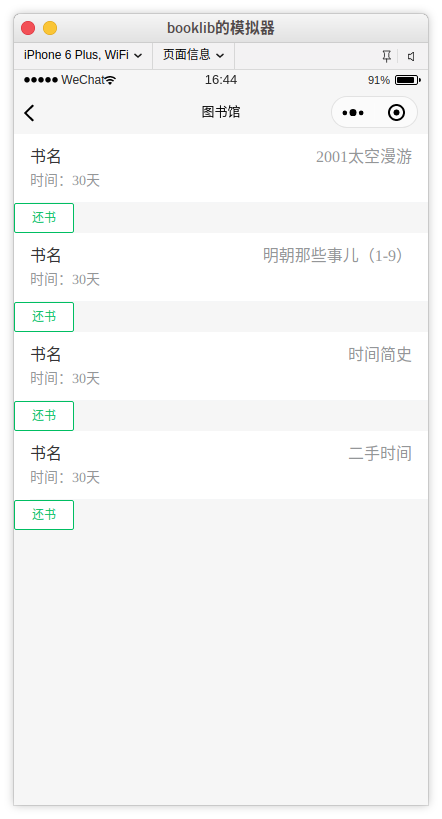 booklib的模拟器
iPhone 6 Plus, WiFi 页面信息
WeChat 16:44 91%
图书馆
书名 2001太空漫游
时间：30天
还书
书名 明朝那些事儿（1-9）
时间：30天
还书
书名 时间简史
时间：30天
还书
书名 二手时间
时间：30天
还书